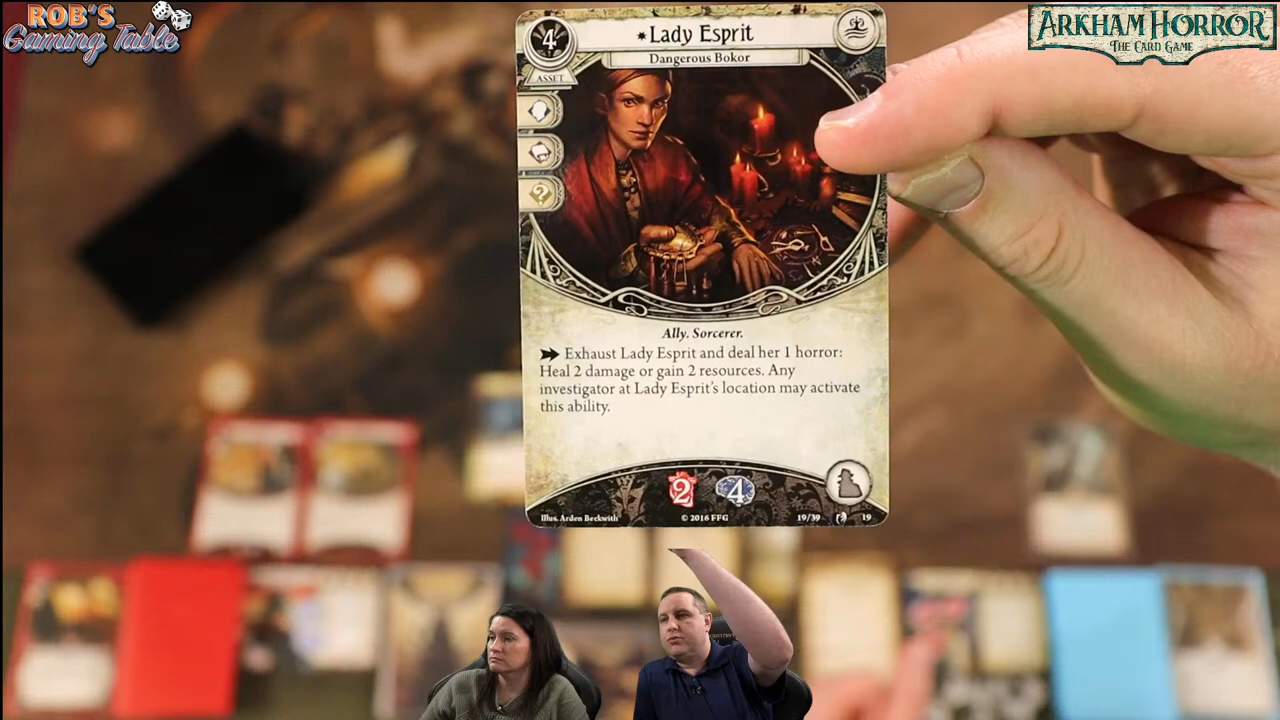 ROB'S
Gaming Table
ARKHAM HORROR
THE CARD GAME
4
Lady Esprit
Dangerous Bokor
ASSET
?
Ally. Sorcerer.
Exhaust Lady Esprit and deal her 1 horror:
Heal 2 damage or gain 2 resources. Any
investigator at Lady Esprit's location may activate
this ability.
2
4
Illus. Arden Beckwith
© 2016 FFG
19/39
19